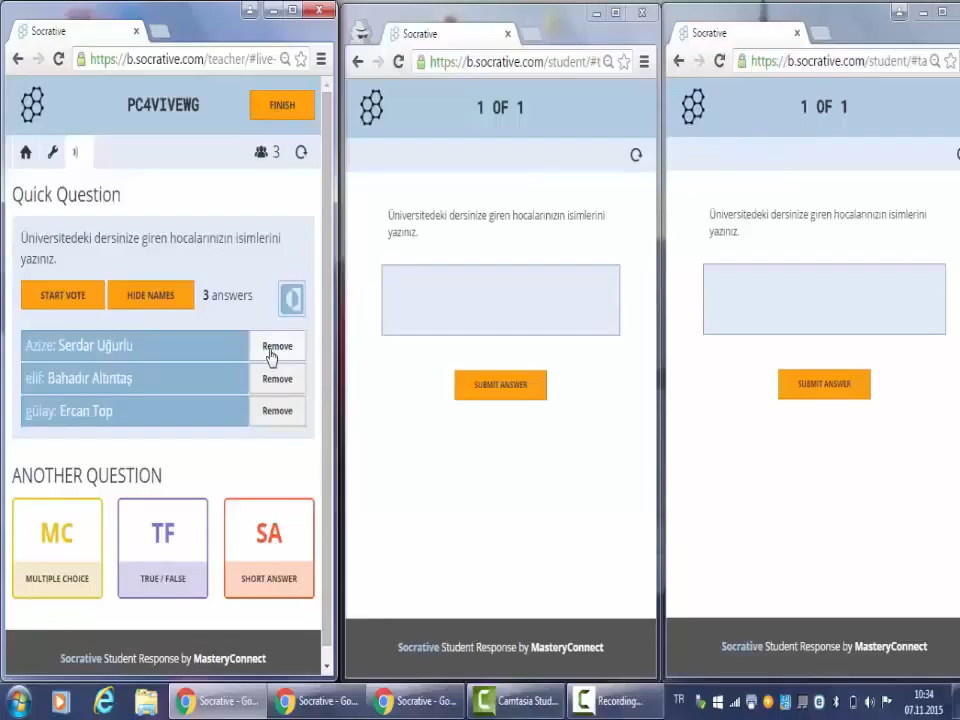 Socrative
https://b.socrative.com/teacher/#live-
PC4VIVEWG
FINISH
3
Quick Question
Üniversitedeki dersinize giren hocalarınızın isimlerini
yazınız.
START VOTE
HIDE NAMES
3 answers
Azize: Serdar Uğurlu
Remove
elif: Bahadır Altıntaş
Remove
gülay: Ercan Top
Remove
ANOTHER QUESTION
MC
MULTIPLE CHOICE
TF
TRUE / FALSE
SA
SHORT ANSWER
Socrative Student Response by MasteryConnect
Socrative
https://b.socrative.com/student/#t
1 OF 1
Üniversitedeki dersinize giren hocalarınızın isimlerini
yazınız.
SUBMIT ANSWER
Socrative Student Response by MasteryConnect
Socrative
https://b.socrative.com/student/#ta
1 OF 1
Üniversitedeki dersinize giren hocalarınızın isimlerini
yazınız.
SUBMIT ANSWER
Socrative Student Response by MasteryConnect
Socrative - Go...
Socrative - Go...
Socrative - Go...
Camtasia Stud...
Recording...
TR
10:34
07.11.2015